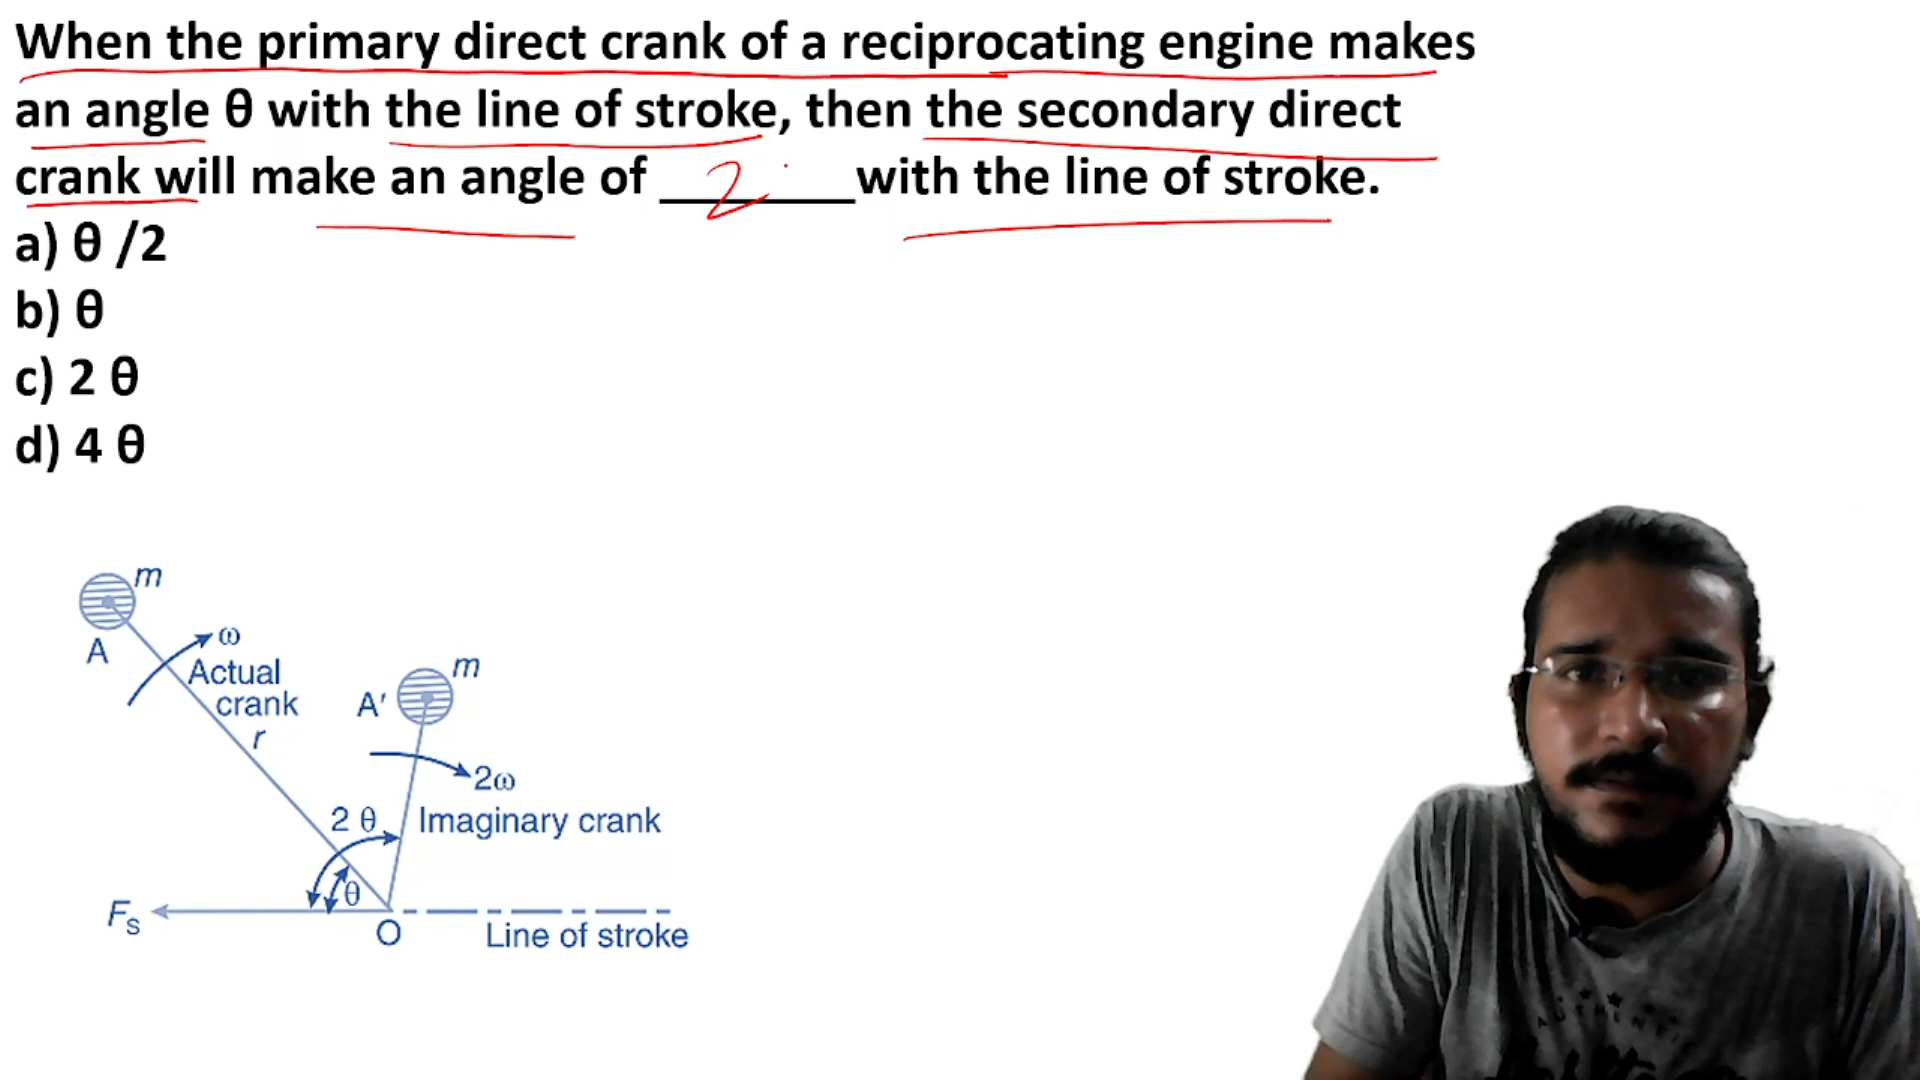 When the primary direct crank of a reciprocating engine makes
an angle θ with the line of stroke, then the secondary direct
crank will make an angle of ___2___ with the line of stroke.
a) θ /2
b) θ
c) 2 θ
d) 4 θ
m
A
ω
Actual
crank
r
m
A′
2ω
Imaginary crank
2 θ
θ
Fs
O
Line of stroke